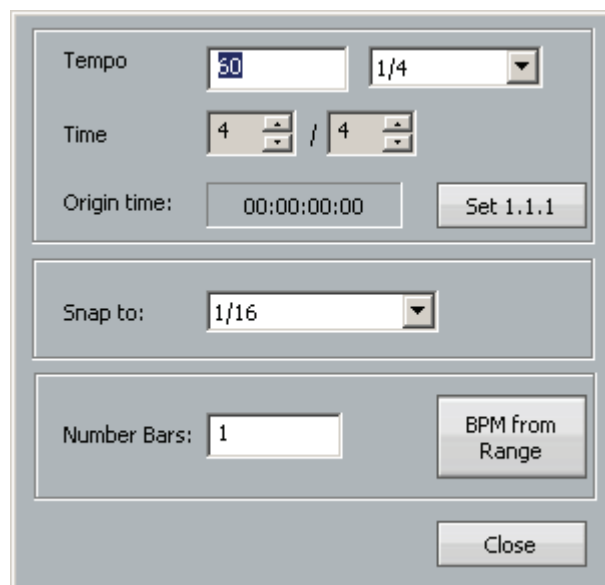 Tempo 60 1/4
Time 4 / 4
Origin time: 00:00:00:00 Set 1.1.1
Snap to: 1/16
Number Bars: 1 BPM from
Range
Close